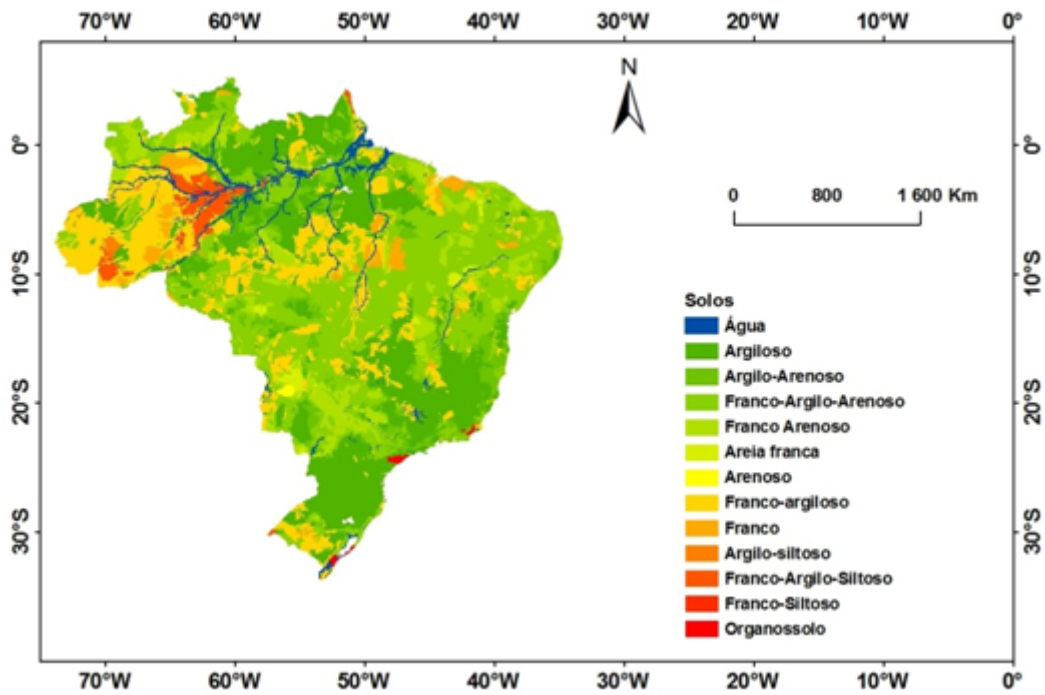 70°W 60°W 50°W 40°W 30°W 20°W 10°W 0°
N
0° 0°
0 800 1 600 Km
10°S 10°S
Solos
Água
Argiloso
Argilo-Arenoso
Franco-Argilo-Arenoso
20°S 20°S
Franco Arenoso
Areia franca
Arenoso
Franco-argiloso
Franco
30°S 30°S
Argilo-siltoso
Franco-Argilo-Siltoso
Franco-Siltoso
Organossolo
70°W 60°W 50°W 40°W 30°W 20°W 10°W 0°